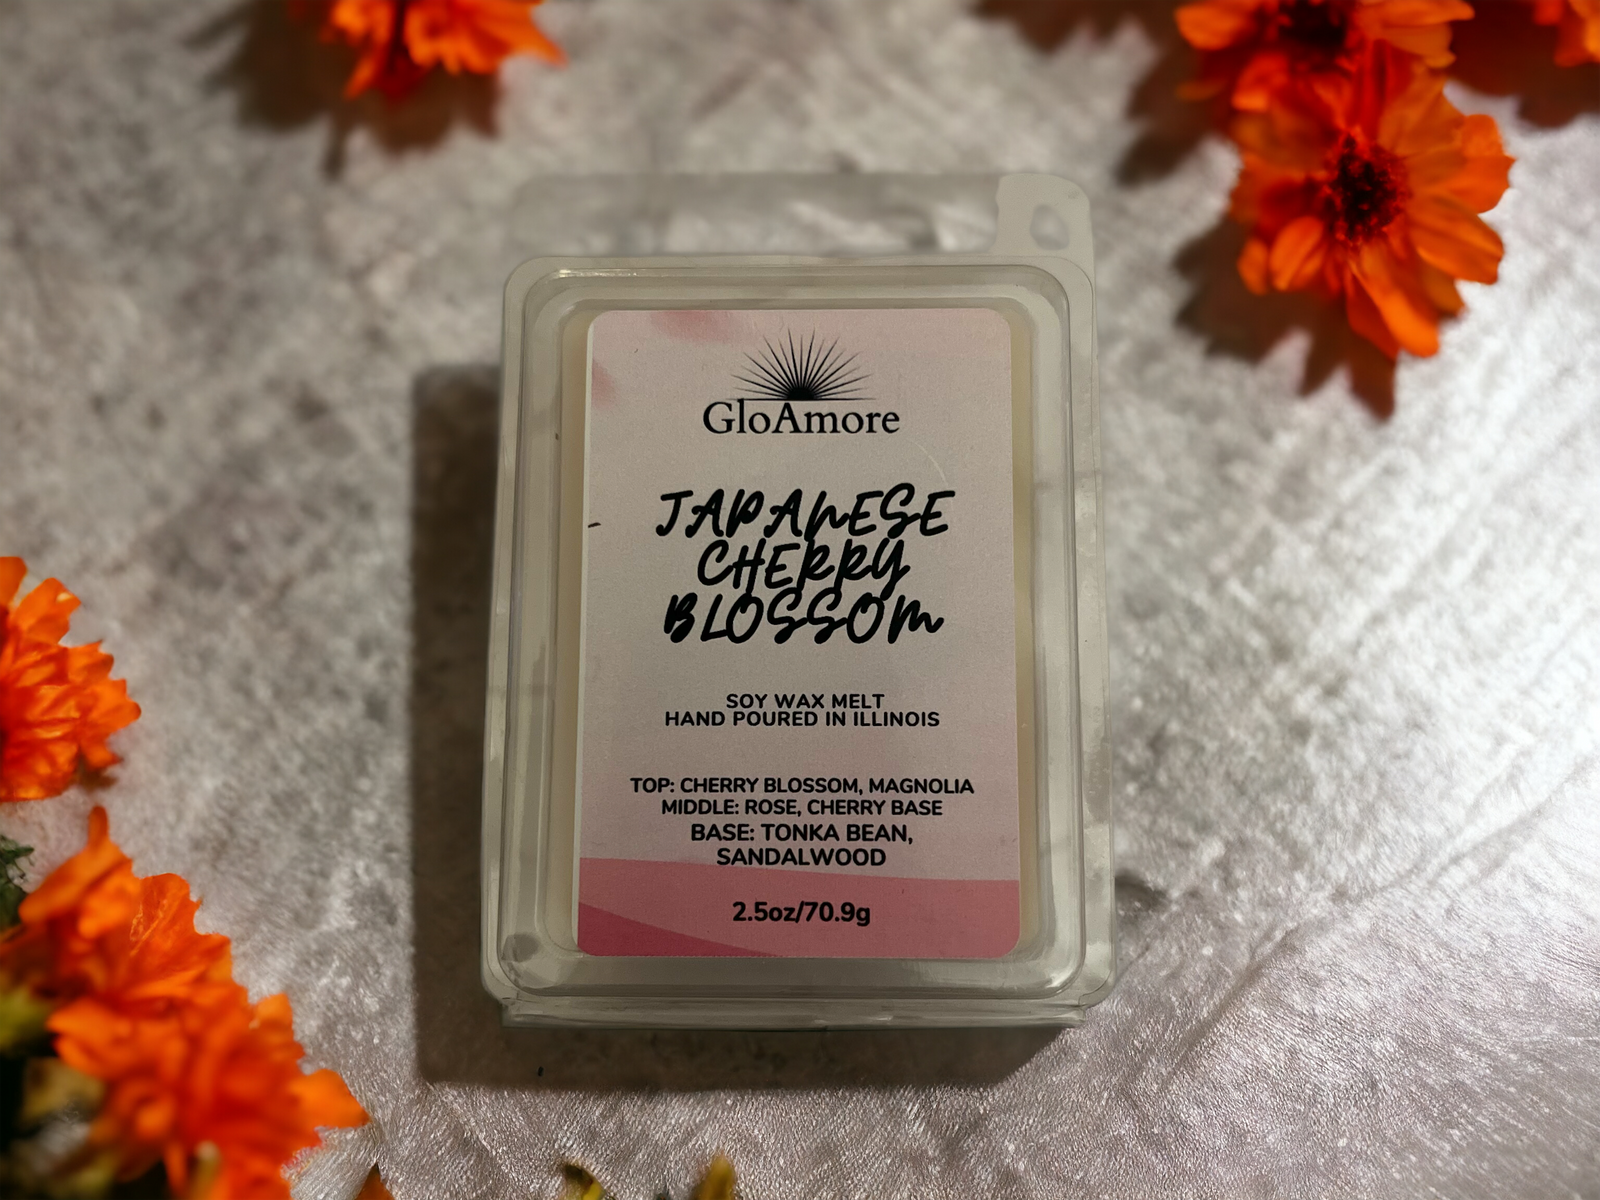 GloAmore
JAPANESE
CHERRY
BLOSSOM
SOY WAX MELT
HAND POURED IN ILLINOIS
TOP: CHERRY BLOSSOM, MAGNOLIA
MIDDLE: ROSE, CHERRY BASE
BASE: TONKA BEAN,
SANDALWOOD
2.5oz/70.9g